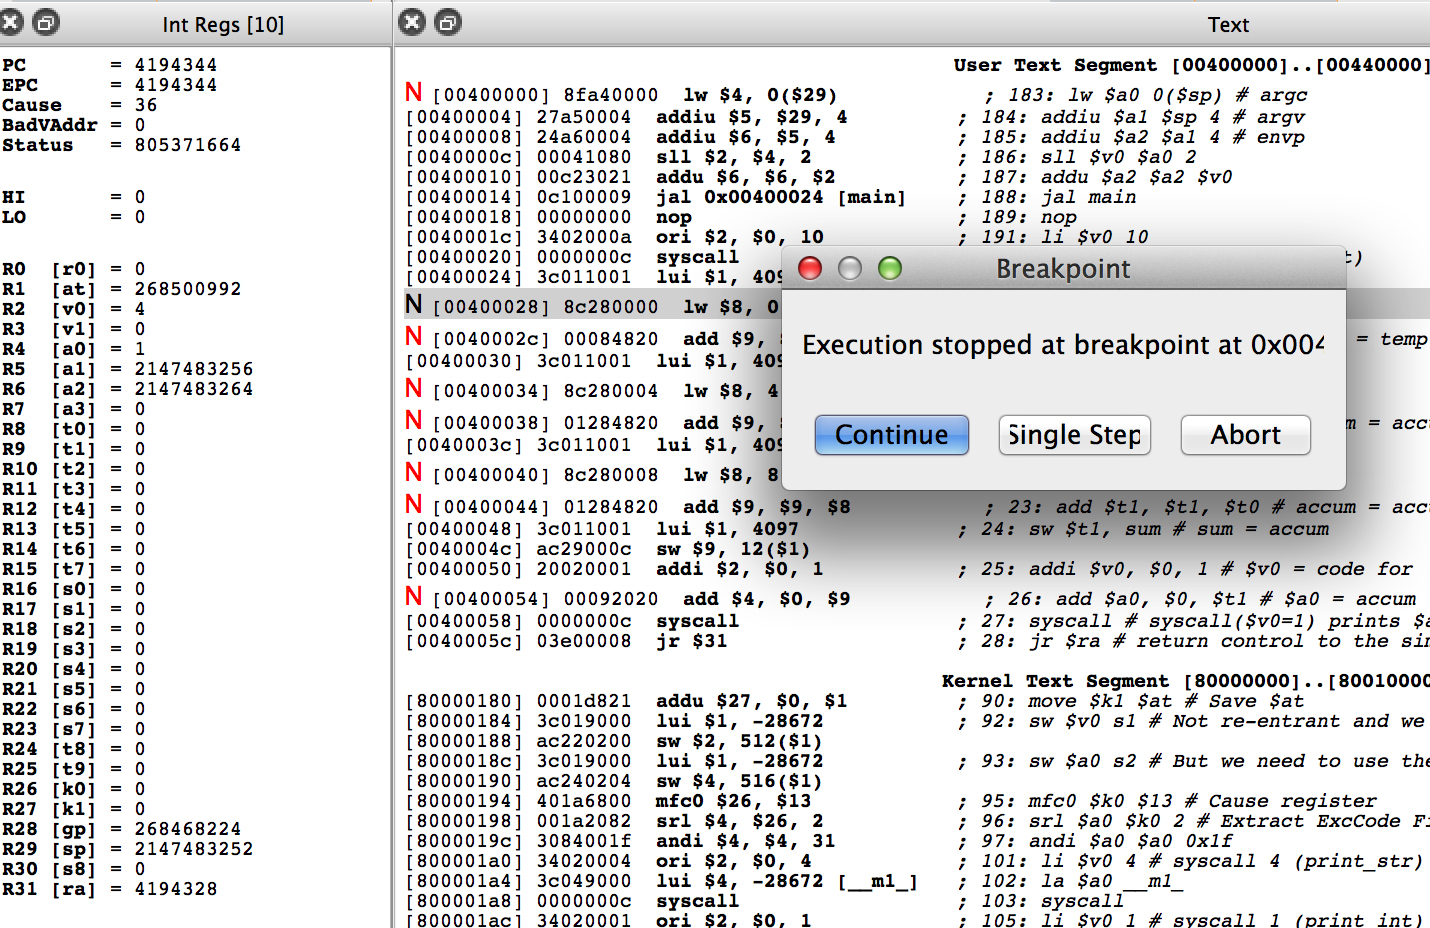 Int Regs [10]
PC = 4194344
EPC = 4194344
Cause = 36
BadVAddr = 0
Status = 805371664
HI = 0
LO = 0
R0 [r0] = 0
R1 [at] = 268500992
R2 [v0] = 4
R3 [v1] = 0
R4 [a0] = 1
R5 [a1] = 2147483256
R6 [a2] = 2147483264
R7 [a3] = 0
R8 [t0] = 0
R9 [t1] = 0
R10 [t2] = 0
R11 [t3] = 0
R12 [t4] = 0
R13 [t5] = 0
R14 [t6] = 0
R15 [t7] = 0
R16 [s0] = 0
R17 [s1] = 0
R18 [s2] = 0
R19 [s3] = 0
R20 [s4] = 0
R21 [s5] = 0
R22 [s6] = 0
R23 [s7] = 0
R24 [t8] = 0
R25 [t9] = 0
R26 [k0] = 0
R27 [k1] = 0
R28 [gp] = 268468224
R29 [sp] = 2147483252
R30 [s8] = 0
R31 [ra] = 4194328
Text
User Text Segment [00400000]..[00440000]
N [00400000] 8fa40000 lw $4, 0($29) ; 183: lw $a0 0($sp) # argc
[00400004] 27a50004 addiu $5, $29, 4 ; 184: addiu $a1 $sp 4 # argv
[00400008] 24a60004 addiu $6, $5, 4 ; 185: addiu $a2 $a1 4 # envp
[0040000c] 00041080 sll $2, $4, 2 ; 186: sll $v0 $a0 2
[00400010] 00c23021 addu $6, $6, $2 ; 187: addu $a2 $a2 $v0
[00400014] 0c100009 jal 0x00400024 [main] ; 188: jal main
[00400018] 00000000 nop ; 189: nop
[0040001c] 3402000a ori $2, $0, 10 ; 191: li $v0 10
[00400020] 0000000c syscall t)
[00400024] 3c011001 lui $1, 409
N [00400028] 8c280000 lw $8, 0
N [0040002c] 00084820 add $9, = temp
[00400030] 3c011001 lui $1, 409
N [00400034] 8c280004 lw $8, 4
N [00400038] 01284820 add $9, m = acc
[0040003c] 3c011001 lui $1, 409
N [00400040] 8c280008 lw $8, 8
N [00400044] 01284820 add $9, $9, $8 ; 23: add $t1, $t1, $t0 # accum = acc
[00400048] 3c011001 lui $1, 4097 ; 24: sw $t1, sum # sum = accum
[0040004c] ac29000c sw $9, 12($1)
[00400050] 20020001 addi $2, $0, 1 ; 25: addi $v0, $0, 1 # $v0 = code for
N [00400054] 00092020 add $4, $0, $9 ; 26: add $a0, $0, $t1 # $a0 = accum
[00400058] 0000000c syscall ; 27: syscall # syscall($v0=1) prints $a
[0040005c] 03e00008 jr $31 ; 28: jr $ra # return control to the sim
Kernel Text Segment [80000000]..[80010000
[80000180] 0001d821 addu $27, $0, $1 ; 90: move $k1 $at # Save $at
[80000184] 3c019000 lui $1, -28672 ; 92: sw $v0 s1 # Not re-entrant and we
[80000188] ac220200 sw $2, 512($1)
[8000018c] 3c019000 lui $1, -28672 ; 93: sw $a0 s2 # But we need to use the
[80000190] ac240204 sw $4, 516($1)
[80000194] 401a6800 mfc0 $26, $13 ; 95: mfc0 $k0 $13 # Cause register
[80000198] 001a2082 srl $4, $26, 2 ; 96: srl $a0 $k0 2 # Extract ExcCode Fi
[8000019c] 3084001f andi $4, $4, 31 ; 97: andi $a0 $a0 0x1f
[800001a0] 34020004 ori $2, $0, 4 ; 101: li $v0 4 # syscall 4 (print_str)
[800001a4] 3c049000 lui $4, -28672 [__m1_] ; 102: la $a0 __m1_
[800001a8] 0000000c syscall ; 103: syscall
[800001ac] 34020001 ori $2, $0, 1 ; 105: li $v0 1 # syscall 1 (print int)
Breakpoint
Execution stopped at breakpoint at 0x004
Continue
Single Step
Abort